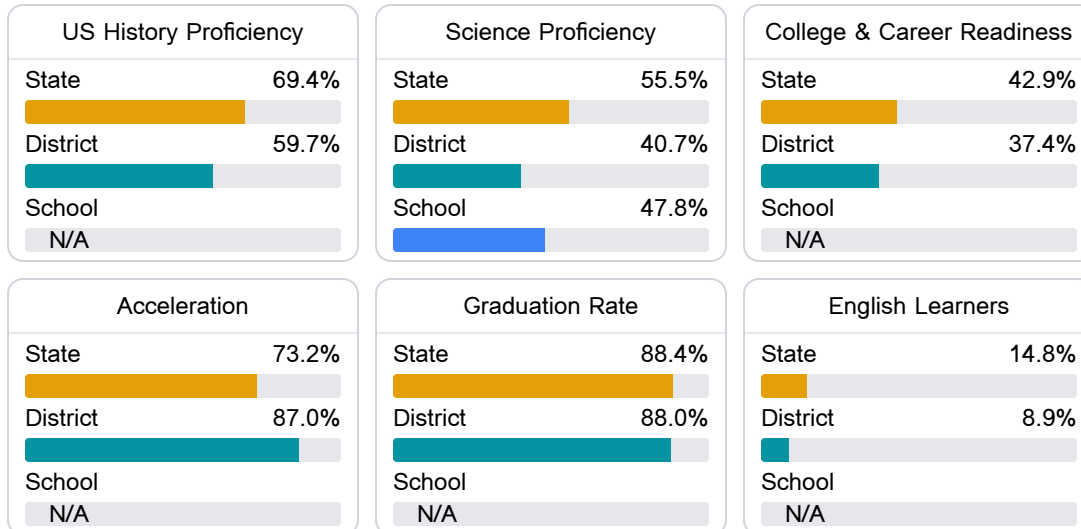 US History Proficiency
State 69.4%
District 59.7%
School
N/A
Science Proficiency
State 55.5%
District 40.7%
School 47.8%
College & Career Readiness
State 42.9%
District 37.4%
School
N/A
Acceleration
State 73.2%
District 87.0%
School
N/A
Graduation Rate
State 88.4%
District 88.0%
School
N/A
English Learners
State 14.8%
District 8.9%
School
N/A